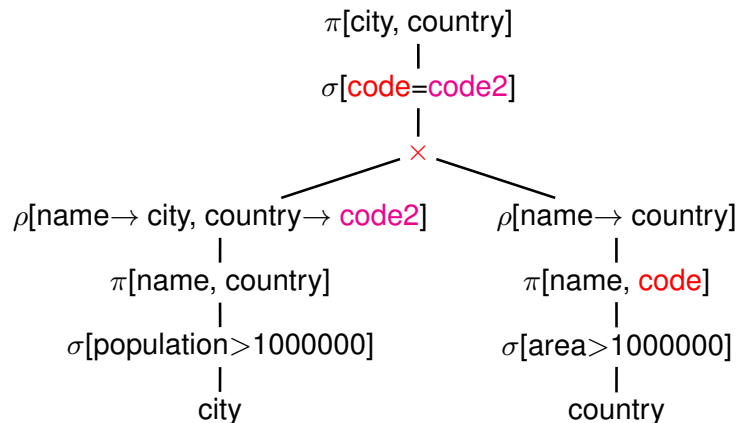 π[city, country]
σ[code=code2]
×
ρ[name→ city, country→ code2] ρ[name→ country]
π[name, country] π[name, code]
σ[population>1000000] σ[area>1000000]
city country